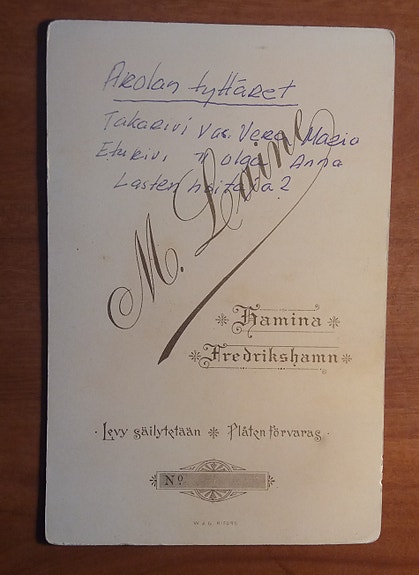 Arolan tyttäret
Takarivi vas. Vera Maria
Eturivi " Olga Anna
Lasten hoitaja ?
M. Laine
Hamina
Fredrikshamn
Levy säilytetään Plåten förvaras
Nº